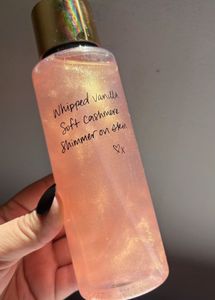 Whipped Vanilla
Soft Cashmere
Shimmer on skin
♡x